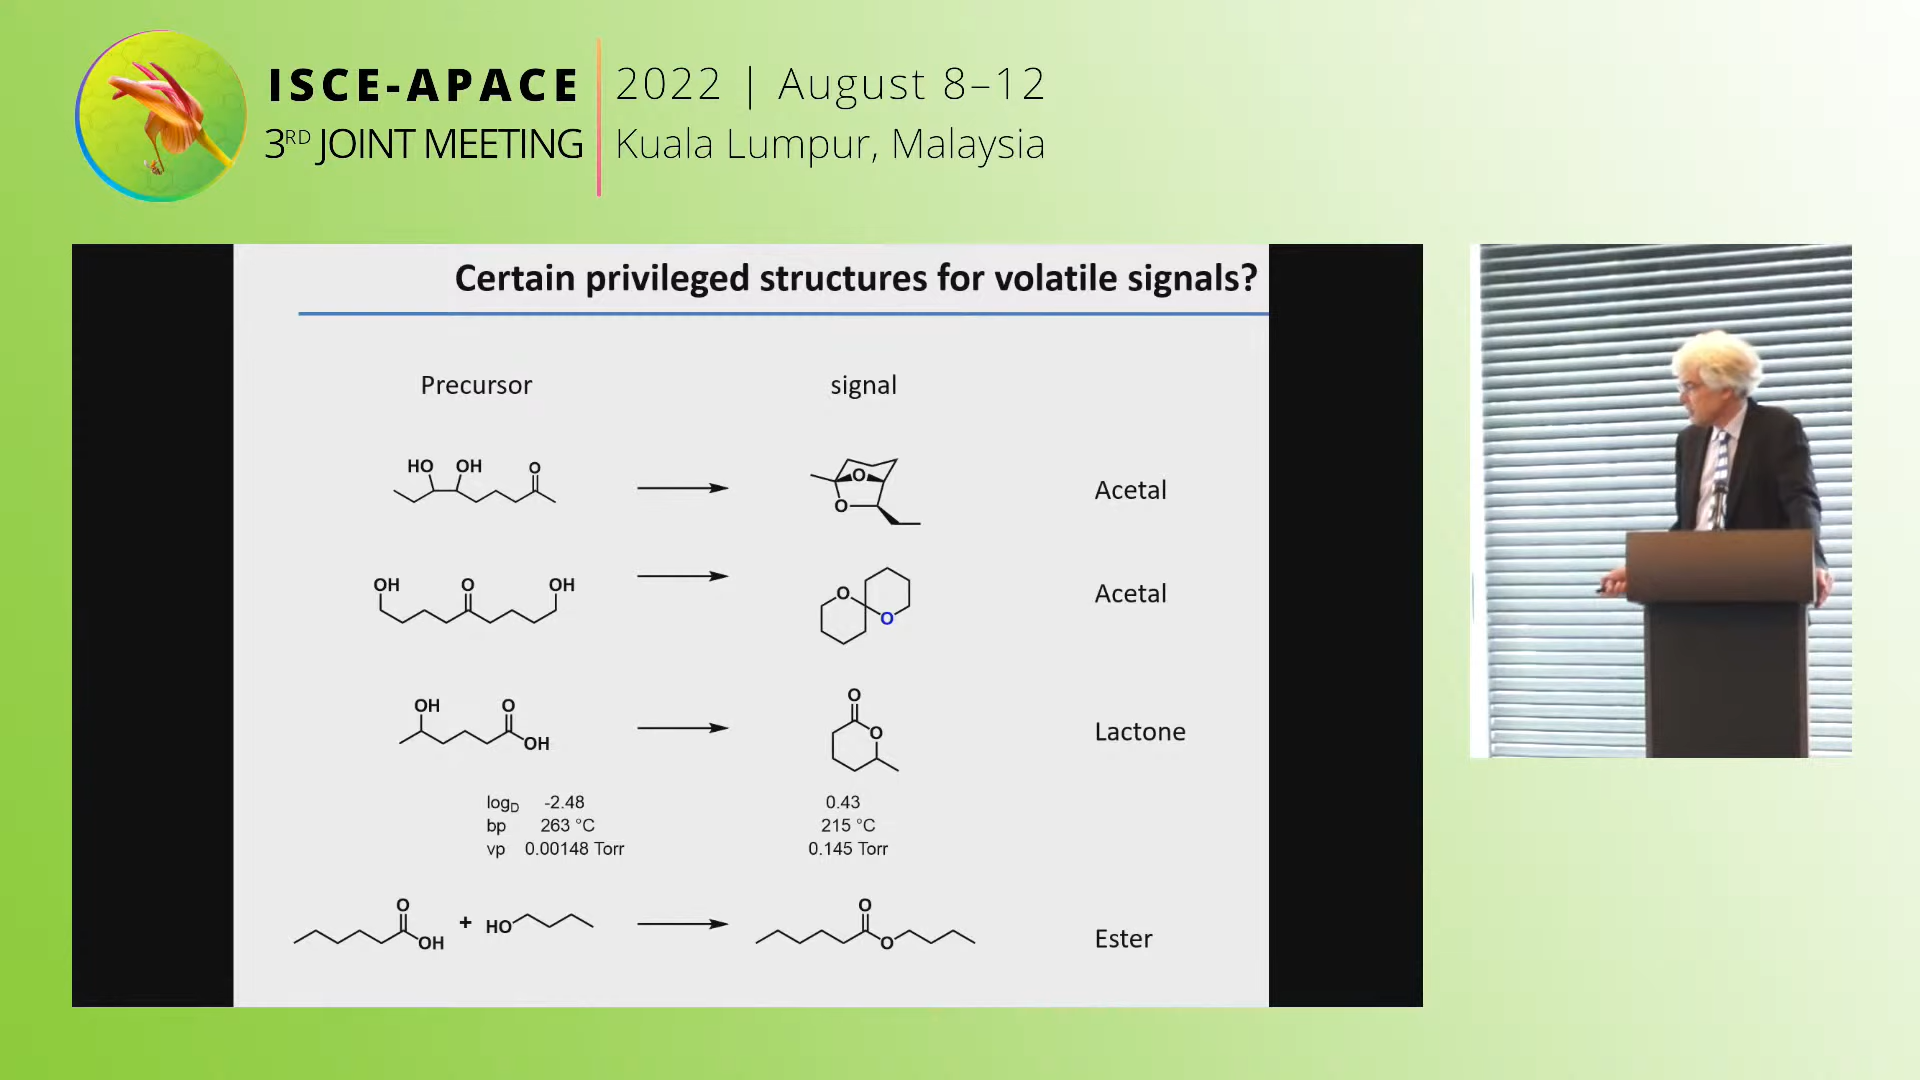 ISCE-APACE
3RD JOINT MEETING
2022 | August 8–12
Kuala Lumpur, Malaysia
Certain privileged structures for volatile signals?
Precursor signal
HO OH O
O O
Acetal
OH O OH
O O
Acetal
OH O OH
O O
Lactone
logD -2.48 0.43
bp 263 °C 215 °C
vp 0.00148 Torr 0.145 Torr
O OH + HO
O O
Ester